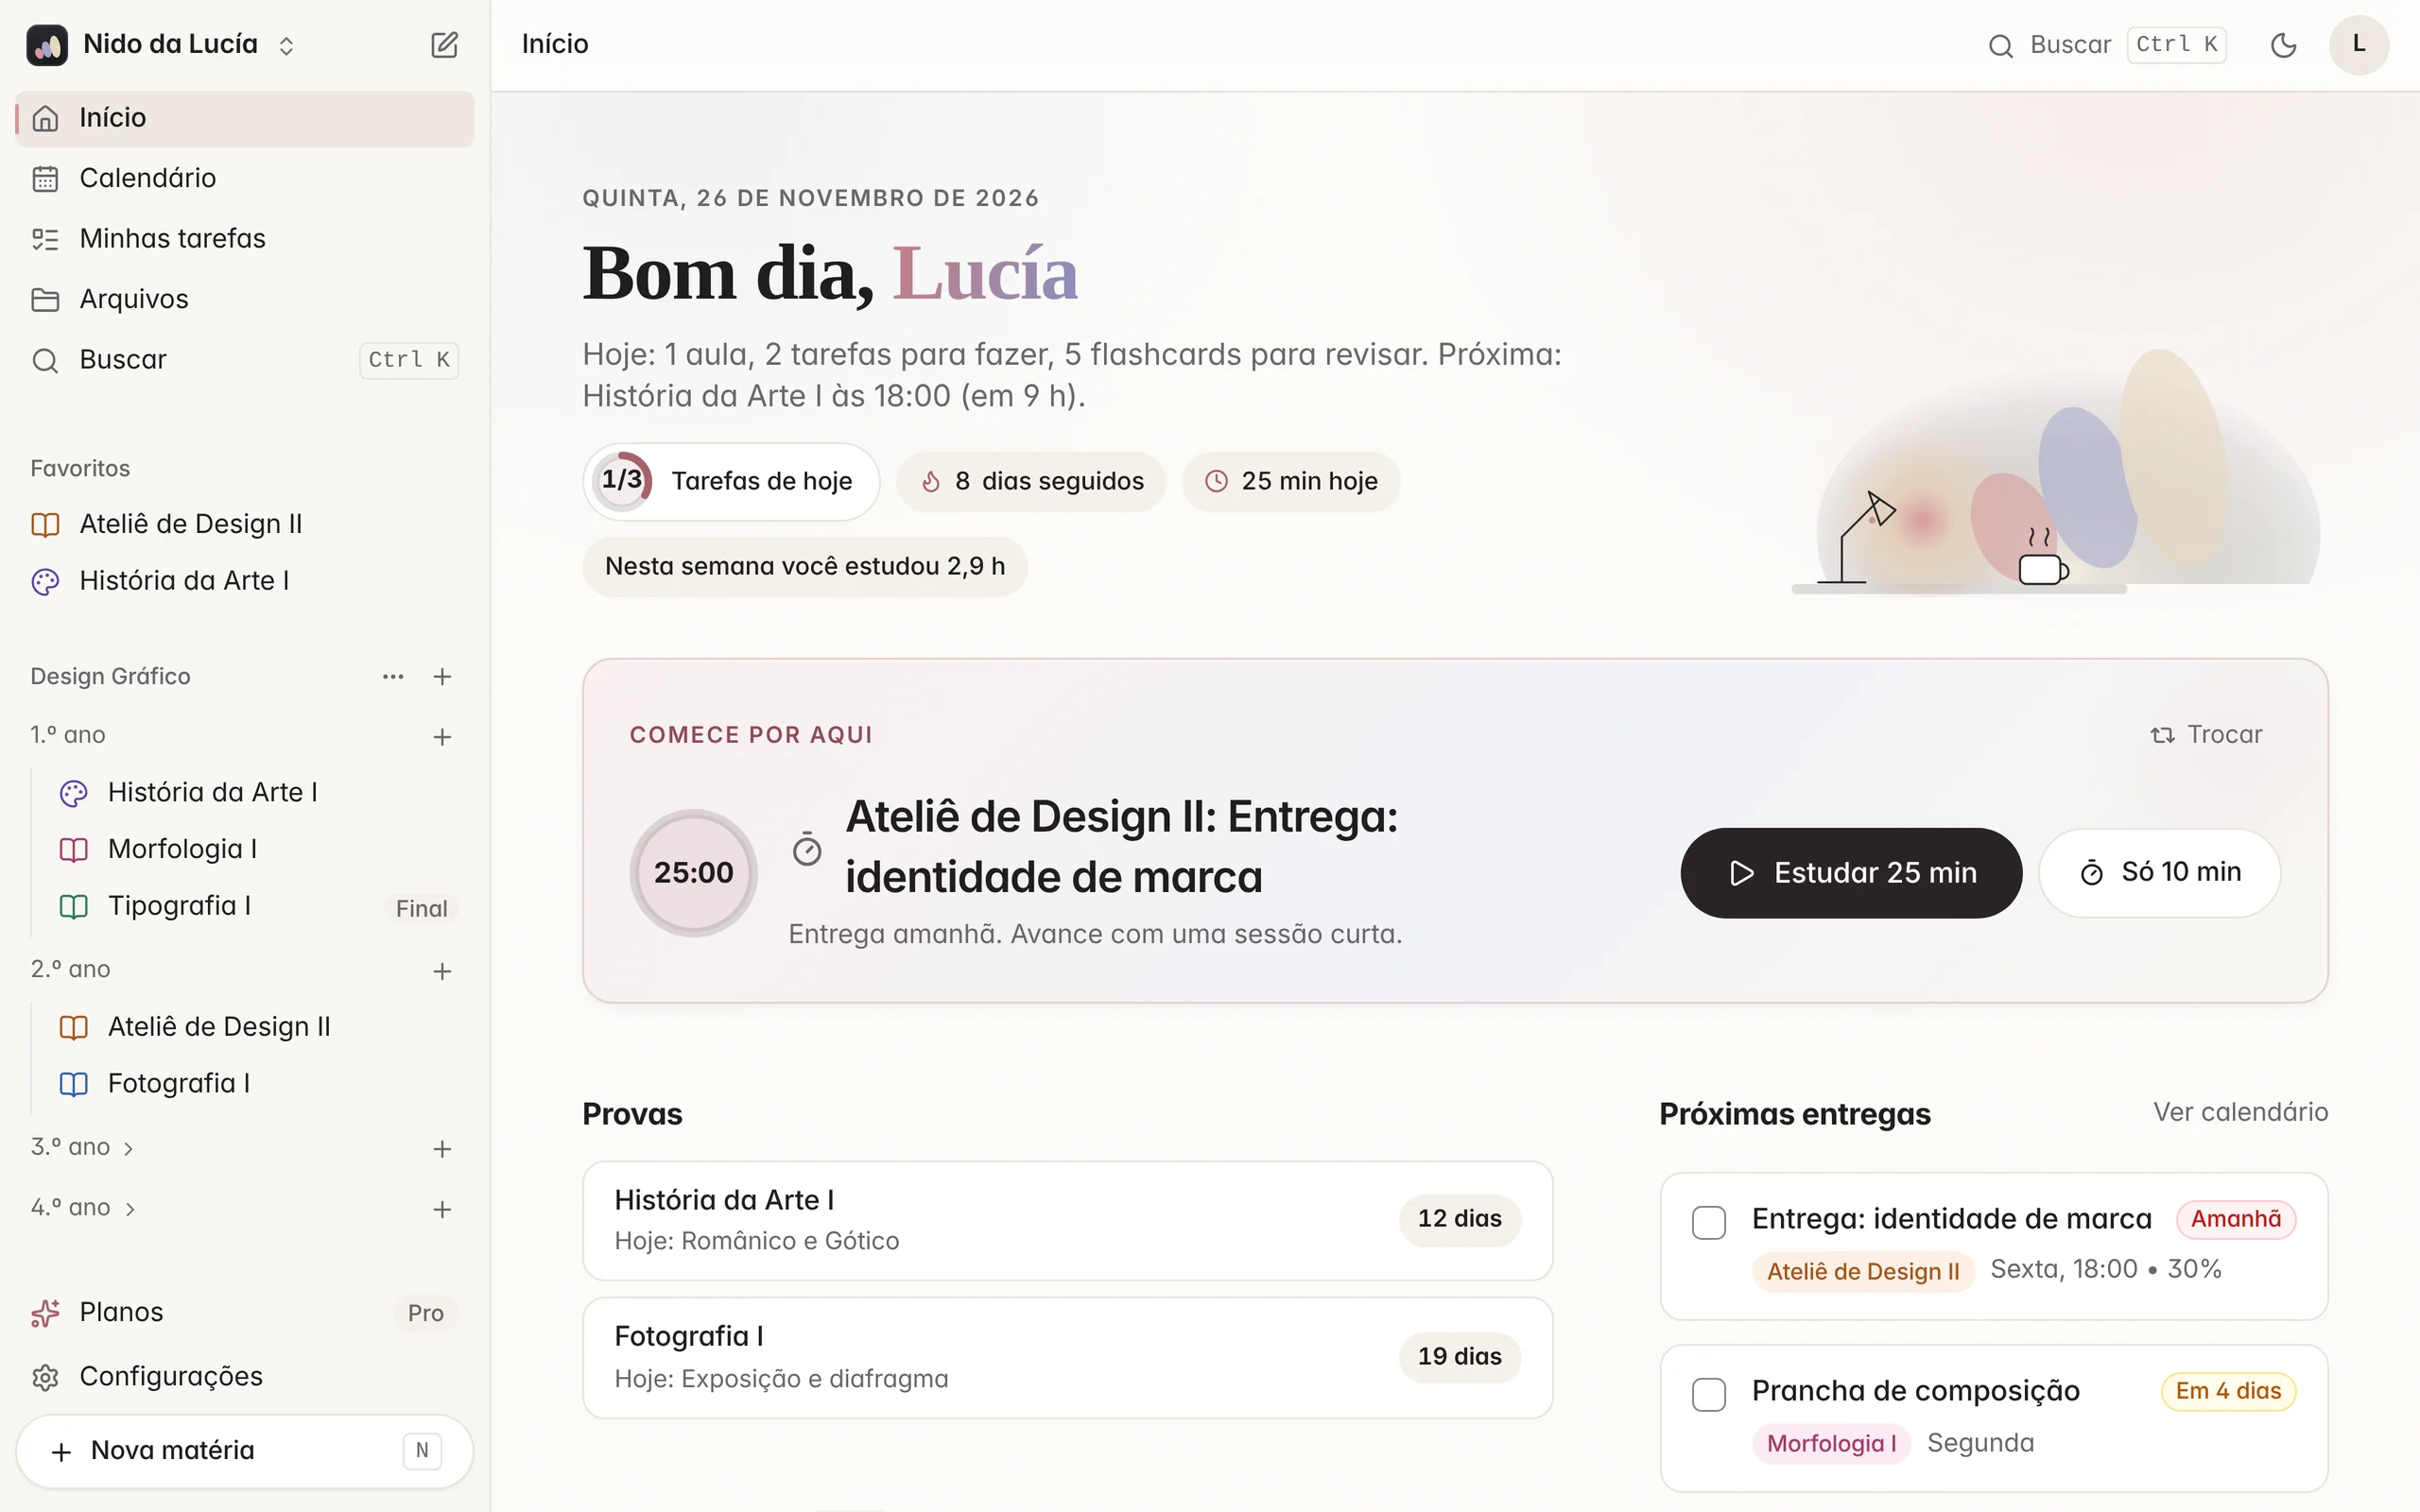 Nido da Lucía
Início
Calendário
Minhas tarefas
Arquivos
Buscar Ctrl K
Favoritos
Ateliê de Design II
História da Arte I
Design Gráfico
1.º ano
História da Arte I
Morfologia I
Tipografia I Final
2.º ano
Ateliê de Design II
Fotografia I
3.º ano
4.º ano
Planos Pro
Configurações
Nova matéria N
Início
Buscar Ctrl K
L
QUINTA, 26 DE NOVEMBRO DE 2026
Bom dia, Lucía
Hoje: 1 aula, 2 tarefas para fazer, 5 flashcards para revisar. Próxima:
História da Arte I às 18:00 (em 9 h).
1/3 Tarefas de hoje
8 dias seguidos
25 min hoje
Nesta semana você estudou 2,9 h
COMECE POR AQUI
Trocar
25:00
Ateliê de Design II: Entrega:
identidade de marca
Entrega amanhã. Avance com uma sessão curta.
Estudar 25 min
Só 10 min
Provas
História da Arte I
Hoje: Românico e Gótico
12 dias
Fotografia I
Hoje: Exposição e diafragma
19 dias
Próximas entregas
Ver calendário
Entrega: identidade de marca Amanhã
Ateliê de Design II Sexta, 18:00 • 30%
Prancha de composição Em 4 dias
Morfologia I Segunda